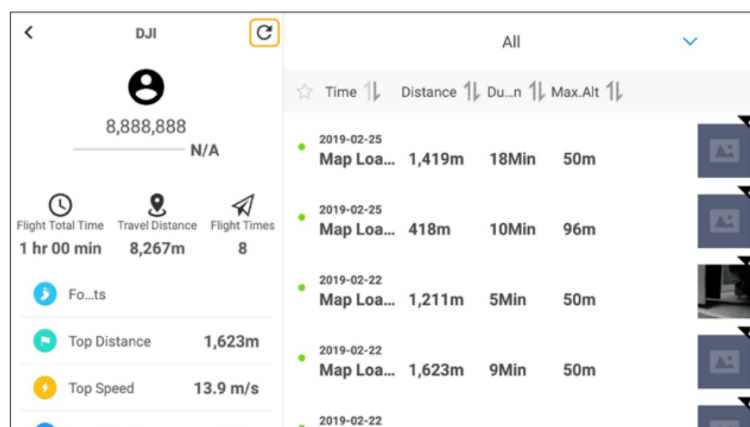 DJI
8,888,888
N/A
Flight Total Time Travel Distance Flight Times
1 hr 00 min 8,267m 8
Fo...ts
Top Distance 1,623m
Top Speed 13.9 m/s
All
Time Distance Du...n Max.Alt
2019-02-25
Map Loa... 1,419m 18Min 50m
2019-02-25
Map Loa... 418m 10Min 96m
2019-02-22
Map Loa... 1,211m 5Min 50m
2019-02-22
Map Loa... 1,623m 9Min 50m
2019-02-22